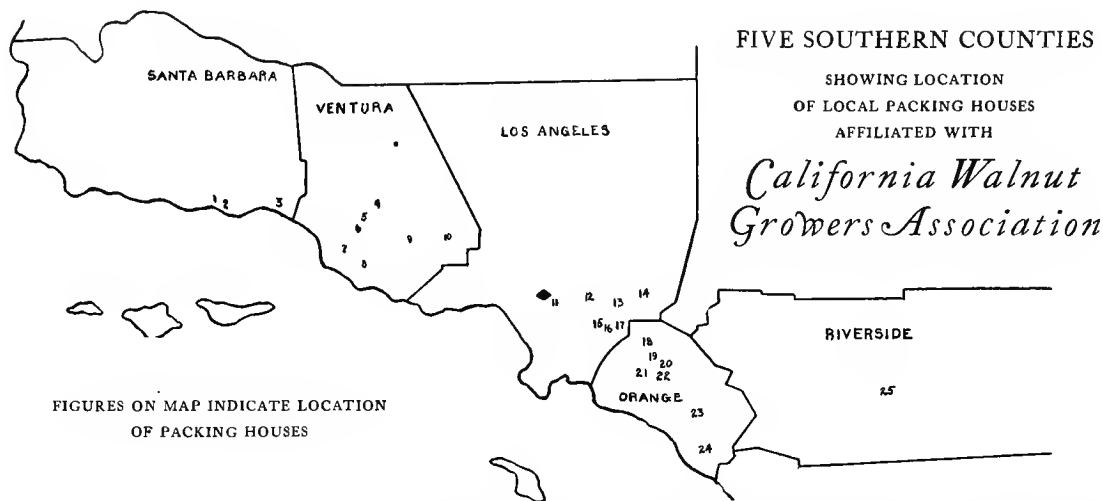 FIVE SOUTHERN COUNTIES
SHOWING LOCATION
OF LOCAL PACKING HOUSES
AFFILIATED WITH
California Walnut
Growers Association
SANTA BARBARA
VENTURA
LOS ANGELES
1
2
3
4
5
6
7
8
9
10
11
12
13
14
15
16
17
18
19
20
21
22
ORANGE
23
24
RIVERSIDE
25
FIGURES ON MAP INDICATE LOCATION
OF PACKING HOUSES